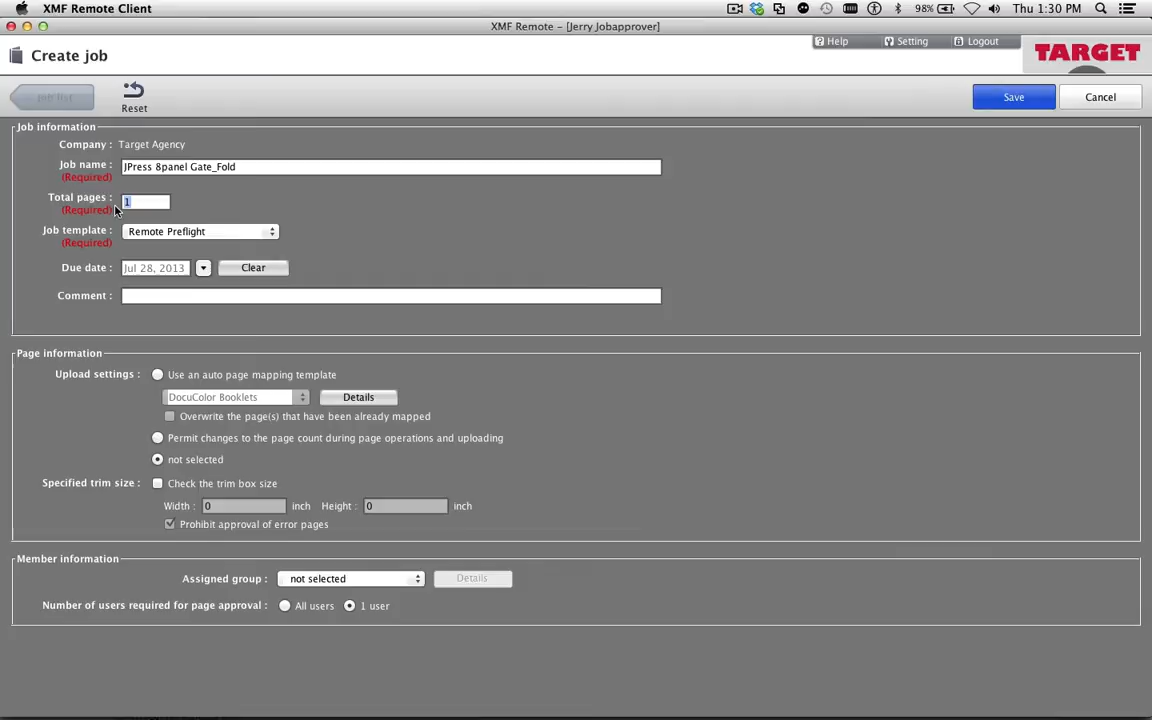 XMF Remote Client 98% Thu 1:30 PM
XMF Remote - [Jerry Jobapprover]
Create job
Help Setting Logout
TARGET
Job list Reset Save Cancel
Job information
Company : Target Agency
Job name : JPress 8panel Gate_Fold
(Required)
Total pages : 1
(Required)
Job template : Remote Preflight
(Required)
Due date : Jul 28, 2013 Clear
Comment :
Page information
Upload settings : Use an auto page mapping template
DocuColor Booklets Details
Overwrite the page(s) that have been already mapped
Permit changes to the page count during page operations and uploading
not selected
Specified trim size : Check the trim box size
Width : 0 inch Height : 0 inch
Prohibit approval of error pages
Member information
Assigned group : not selected Details
Number of users required for page approval : All users 1 user